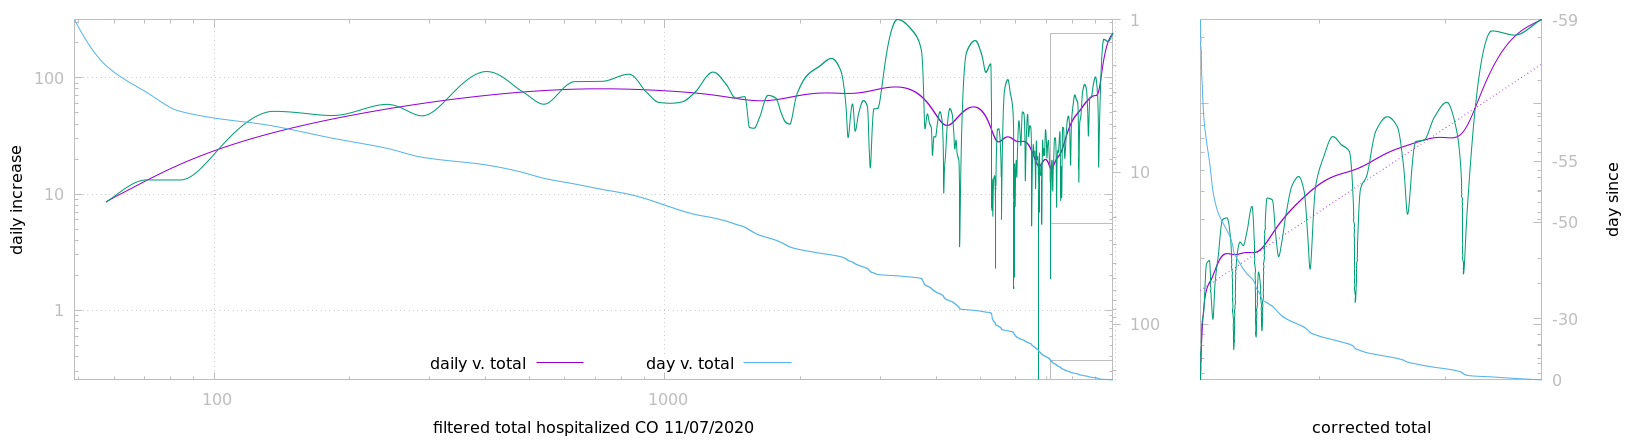 daily increase
100
10
1
100
1000
filtered total hospitalized CO 11/07/2020
daily v. total
day v. total
1
10
100
-59
-55
-50
-30
0
day since
corrected total